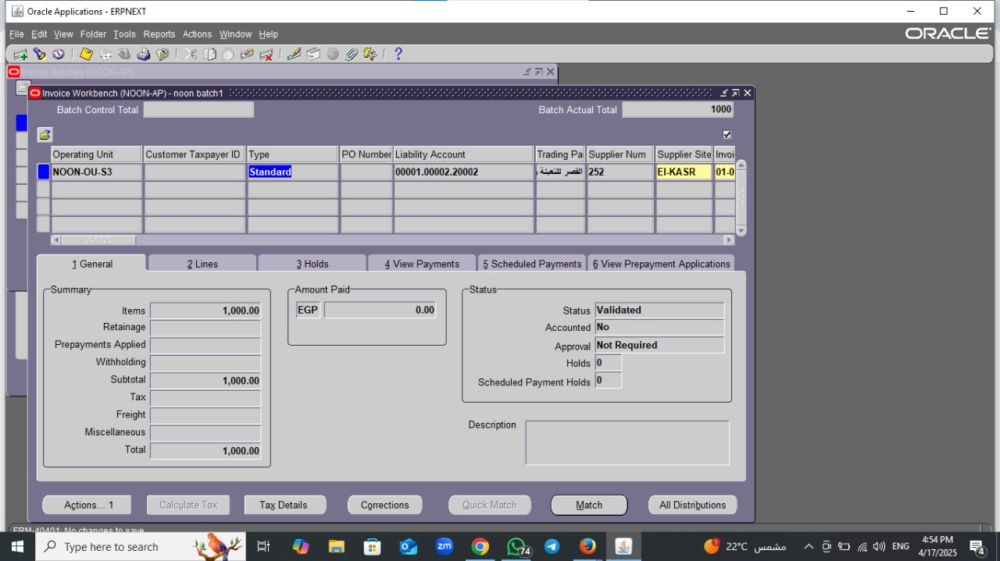 Oracle Applications - ERPNEXT
File Edit View Folder Tools Reports Actions Window Help
ORACLE
Invoice Batches (NOON-AP)
Invoice Workbench (NOON-AP) - noon batch1
Batch Control Total
Batch Actual Total 1000
Operating Unit Customer Taxpayer ID Type PO Number Liability Account Trading Pa Supplier Num Supplier Site Invoi
NOON-OU-S3 Standard 00001.00002.20002 القصر للتعبئة و 252 El-KASR 01-0
1 General 2 Lines 3 Holds 4 View Payments 5 Scheduled Payments 6 View Prepayment Applications
Summary
Items 1,000.00
Retainage
Prepayments Applied
Withholding
Subtotal 1,000.00
Tax
Freight
Miscellaneous
Total 1,000.00
Amount Paid
EGP 0.00
Status
Status Validated
Accounted No
Approval Not Required
Holds 0
Scheduled Payment Holds 0
Description
Actions... 1 Calculate Tax Tax Details Corrections Quick Match Match All Distributions
FRM-40401: No changes to save.
Type here to search
zm
74
1
22°C مشمس
ENG
4:54 PM
4/17/2025
4